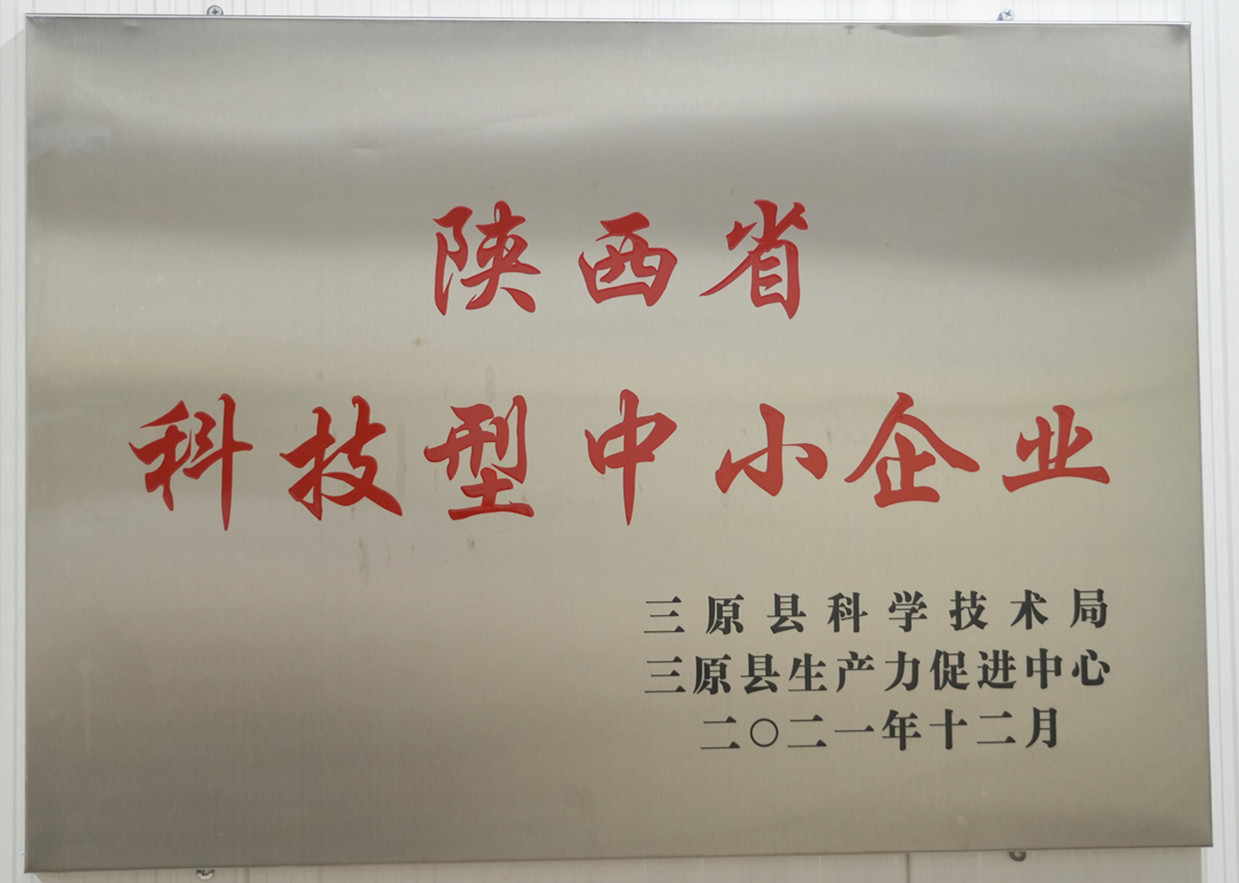 陕西省
科技型中小企业
三原县科学技术局
三原县生产力促进中心
二〇二一年十二月